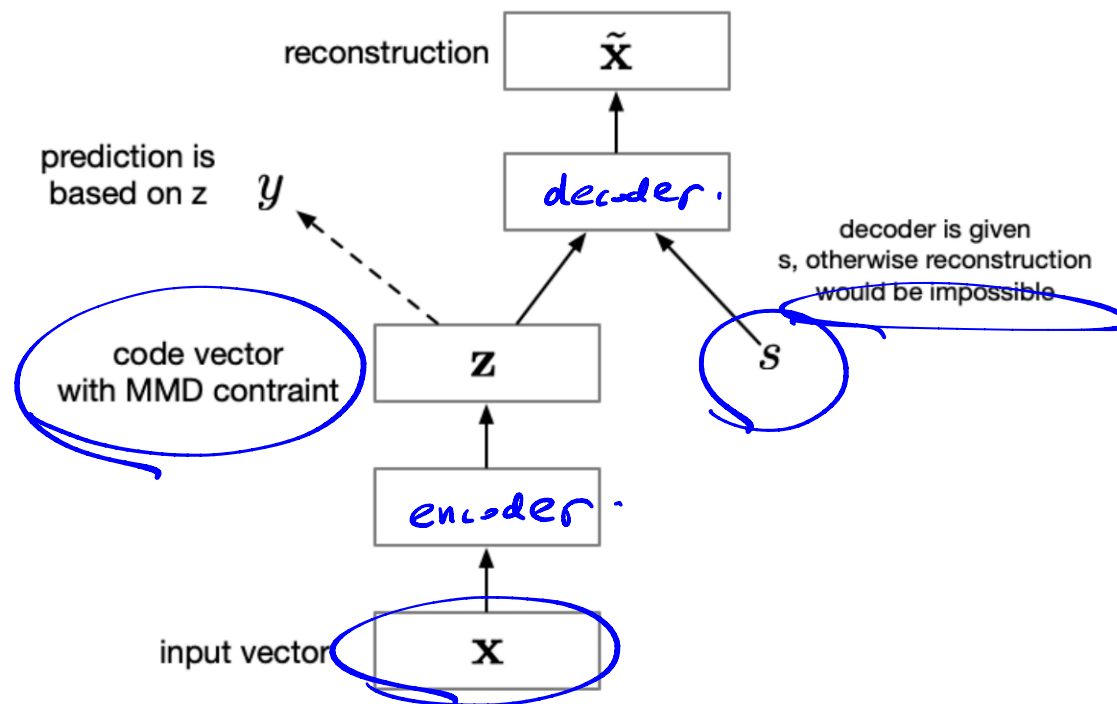 reconstruction
x̃
prediction is
based on z
y
decoder.
decoder is given
s, otherwise reconstruction
would be impossible
code vector
with MMD contraint
z
s
encoder.
input vector
x